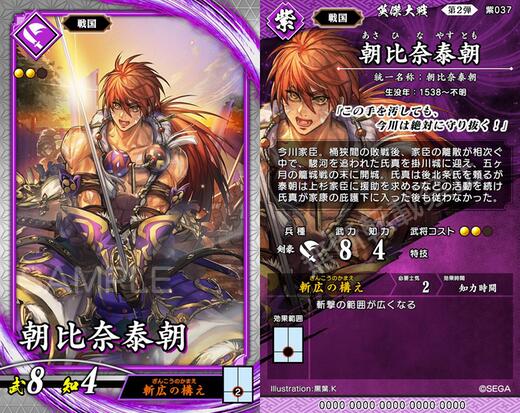 戦国
SAMPLE
朝比奈泰朝
武8 知4
ざんこうのかまえ
斬広の構え
2
紫
戦国
英傑大戦
第2弾
紫037
あさ ひ な やす とも
朝比奈泰朝
統一名称：朝比奈泰朝
生没年：1538～不明
「この手を汚しても、
今川は絶対に守り抜く！」
今川家臣。桶狭間の敗戦後、家臣の離散が相次ぐ
中で、駿河を追われた氏真を掛川城に迎え、五ヶ
月の籠城戦の末に開城。氏真は後北条氏を頼るが
泰朝は上杉家臣に援助を求めるなどの活動を続け
氏真が家康の庇護下に入った後も従わなかった。
兵種 武力 知力 武将コスト
剣豪 8 4 特技
ざんこうのかまえ 必要士気 効果時間
斬広の構え 2 知力時間
斬撃の範囲が広くなる
効果範囲
Illustration:黒葉.K
©SEGA
0000 0000 0000 0000 0000